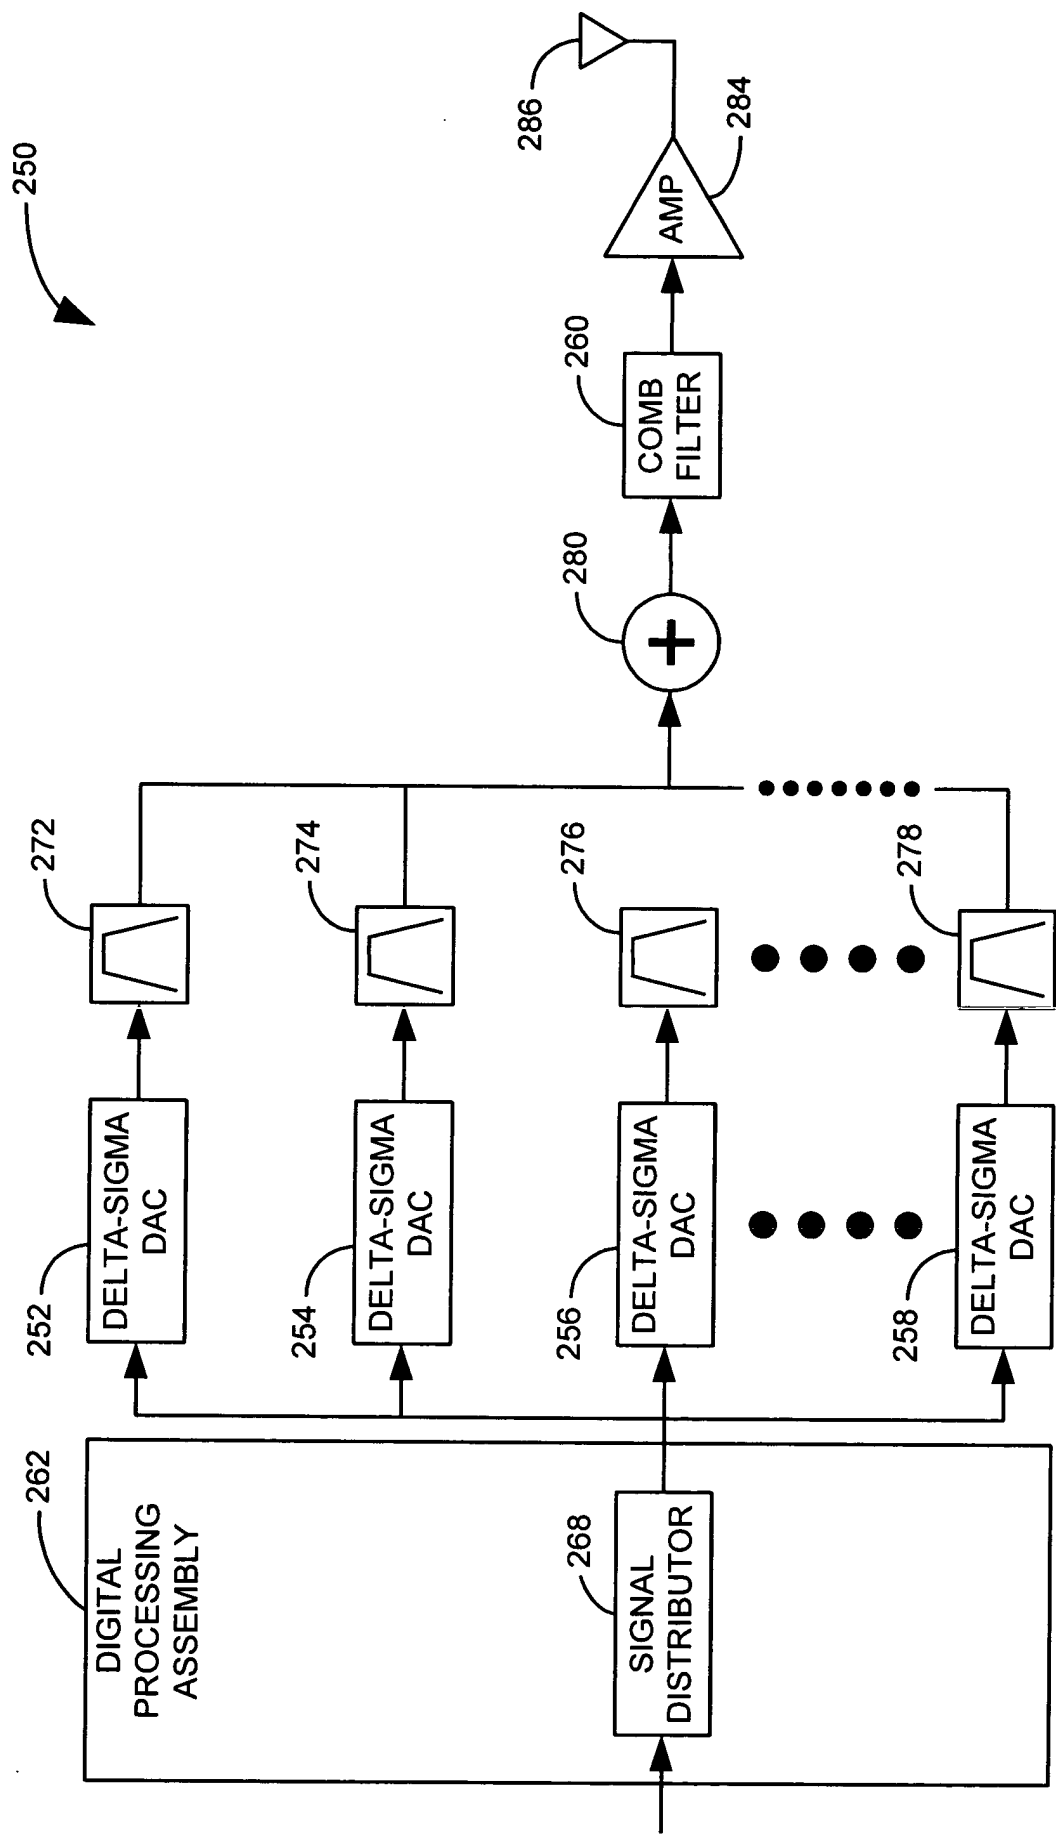 250
262
DIGITAL
PROCESSING
ASSEMBLY
268
SIGNAL
DISTRIBUTOR
252
DELTA-SIGMA
DAC
272
254
DELTA-SIGMA
DAC
274
256
DELTA-SIGMA
DAC
276
258
DELTA-SIGMA
DAC
278
280
+
260
COMB
FILTER
AMP
284
286